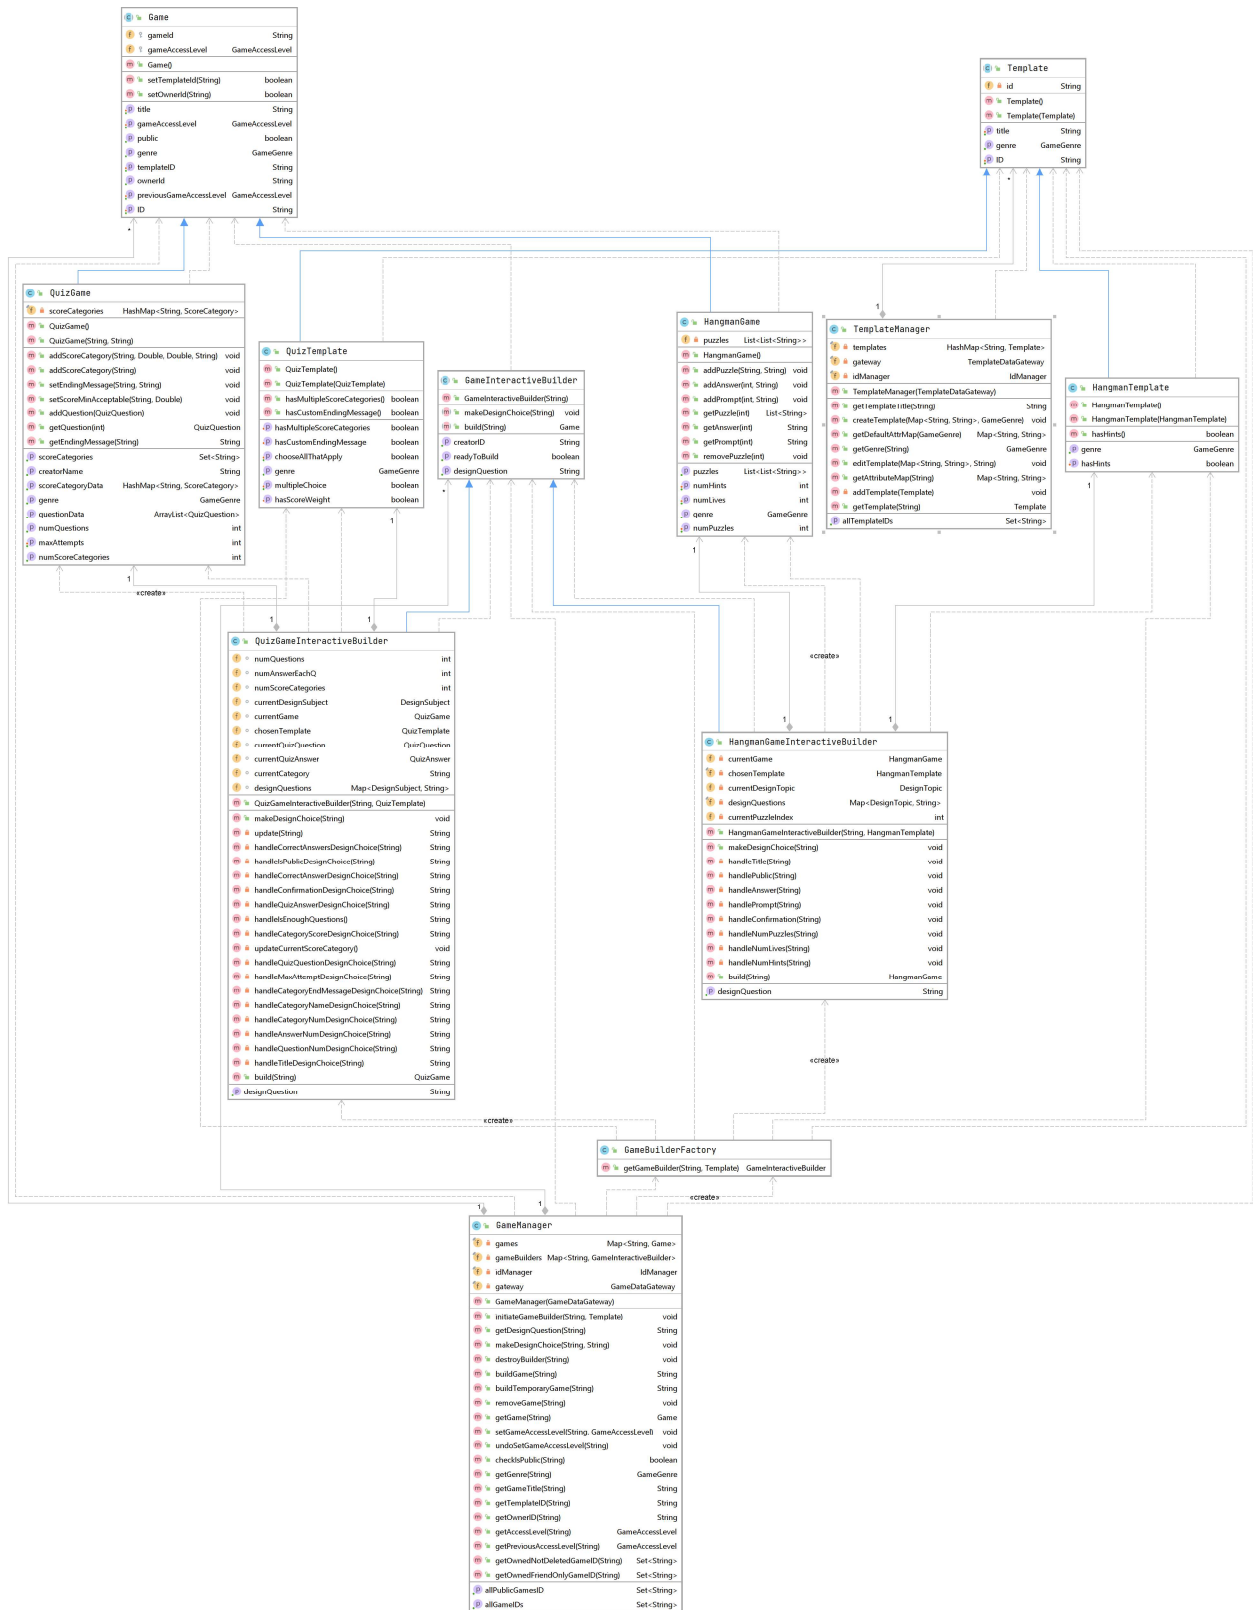 Game
gameId String
gameAccessLevel GameAccessLevel
Game()
setTemplateId(String) boolean
setOwnerId(String) boolean
title String
gameAccessLevel GameAccessLevel
public boolean
genre GameGenre
templateID String
ownerId String
previousGameAccessLevel GameAccessLevel
ID String
*
Template
id String
Template()
Template(Template)
title String
genre GameGenre
ID String
*
QuizGame
scoreCategories HashMap<String, ScoreCategory>
QuizGame()
QuizGame(String, String)
addScoreCategory(String, Double, Double, String) void
addScoreCategory(String) void
setEndingMessage(String, String) void
setScoreMinAcceptable(String, Double) void
addQuestion(QuizQuestion) void
getQuestion(int) QuizQuestion
getEndingMessage(String) String
scoreCategories Set<String>
creatorName String
scoreCategoryData HashMap<String, ScoreCategory>
genre GameGenre
questionData ArrayList<QuizQuestion>
numQuestions int
maxAttempts int
numScoreCategories int
QuizTemplate
QuizTemplate()
QuizTemplate(QuizTemplate)
hasMultipleScoreCategories() boolean
hasCustomEndingMessage() boolean
hasMultipleScoreCategories boolean
hasCustomEndingMessage boolean
chooseAllThatApply boolean
genre GameGenre
multipleChoice boolean
hasScoreWeight boolean
GameInteractiveBuilder
GameInteractiveBuilder(String)
makeDesignChoice(String) void
build(String) Game
creatorID String
readyToBuild boolean
designQuestion String
HangmanGame
puzzles List<List<String>>
HangmanGame()
addPuzzle(String, String) void
addAnswer(int, String) void
addPrompt(int, String) void
getPuzzle(int) List<String>
getAnswer(int) String
getPrompt(int) String
removePuzzle(int) void
puzzles List<List<String>>
numHints int
numLives int
genre GameGenre
numPuzzles int
1
TemplateManager
templates HashMap<String, Template>
gateway TemplateDataGateway
idManager IdManager
TemplateManager(TemplateDataGateway)
getTemplateTitle(String) String
createTemplate(Map<String, String>, GameGenre) void
getDefaultAttrMap(GameGenre) Map<String, String>
getGenre(String) GameGenre
editTemplate(Map<String, String>, String) void
getAttributeMap(String) Map<String, String>
addTemplate(Template) void
getTemplate(String) Template
allTemplateIDs Set<String>
HangmanTemplate
HangmanTemplate()
HangmanTemplate(HangmanTemplate)
hasHints() boolean
genre GameGenre
hasHints boolean
*
1
1
1
1
«create»
1
1
QuizGameInteractiveBuilder
numQuestions int
numAnswerEachQ int
numScoreCategories int
currentDesignSubject DesignSubject
currentGame QuizGame
chosenTemplate QuizTemplate
currentQuizQuestion QuizQuestion
currentQuizAnswer QuizAnswer
currentCategory String
designQuestions Map<DesignSubject, String>
QuizGameInteractiveBuilder(String, QuizTemplate)
makeDesignChoice(String) void
update(String) String
handleCorrectAnswersDesignChoice(String) String
handleIsPublicDesignChoice(String) String
handleCorrectAnswerDesignChoice(String) String
handleConfirmationDesignChoice(String) String
handleQuizAnswerDesignChoice(String) String
handleIsEnoughQuestions() String
handleCategoryScoreDesignChoice(String) String
updateCurrentScoreCategory() void
handleQuizQuestionDesignChoice(String) String
handleMaxAttemptDesignChoice(String) String
handleCategoryEndMessageDesignChoice(String) String
handleCategoryNameDesignChoice(String) String
handleCategoryNumDesignChoice(String) String
handleAnswerNumDesignChoice(String) String
handleQuestionNumDesignChoice(String) String
handleTitleDesignChoice(String) String
build(String) QuizGame
designQuestion String
«create»
1
1
HangmanGameInteractiveBuilder
currentGame HangmanGame
chosenTemplate HangmanTemplate
currentDesignTopic DesignTopic
designQuestions Map<DesignTopic, String>
currentPuzzleIndex int
HangmanGameInteractiveBuilder(String, HangmanTemplate)
makeDesignChoice(String) void
handleTitle(String) void
handlePublic(String) void
handleAnswer(String) void
handlePrompt(String) void
handleConfirmation(String) void
handleNumPuzzles(String) void
handleNumLives(String) void
handleNumHints(String) void
build(String) HangmanGame
designQuestion String
«create»
«create»
GameBuilderFactory
getGameBuilder(String, Template) GameInteractiveBuilder
«create»
1
1
GameManager
games Map<String, Game>
gameBuilders Map<String, GameInteractiveBuilder>
idManager IdManager
gateway GameDataGateway
GameManager(GameDataGateway)
initiateGameBuilder(String, Template) void
getDesignQuestion(String) String
makeDesignChoice(String, String) void
destroyBuilder(String) void
buildGame(String) String
buildTemporaryGame(String) String
removeGame(String) void
getGame(String) Game
setGameAccessLevel(String, GameAccessLevel) void
undoSetGameAccessLevel(String) void
checkIsPublic(String) boolean
getGenre(String) GameGenre
getGameTitle(String) String
getTemplateID(String) String
getOwnerID(String) String
getAccessLevel(String) GameAccessLevel
getPreviousAccessLevel(String) GameAccessLevel
getOwnedNotDeletedGameID(String) Set<String>
getOwnedFriendOnlyGameID(String) Set<String>
allPublicGamesID Set<String>
allGameIDs Set<String>